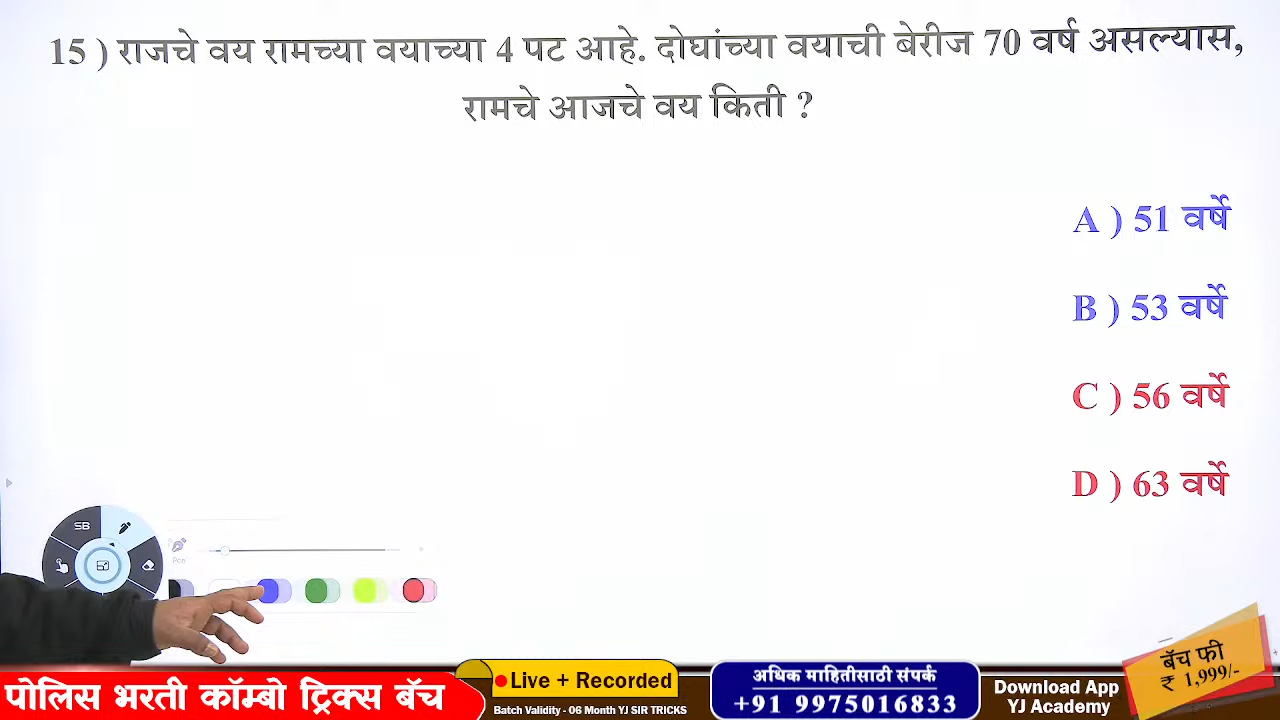 15 ) राजचे वय रामच्या वयाच्या 4 पट आहे. दोघांच्या वयाची बेरीज 70 वर्ष असल्यास,
रामचे आजचे वय किती ?
A ) 51 वर्षे
B ) 53 वर्षे
C ) 56 वर्षे
D ) 63 वर्षे
SB
Pen
पोलिस भरती कॉम्बो ट्रिक्स बॅच
Live + Recorded
Batch Validity - 06 Month YJ SIR TRICKS
अधिक माहितीसाठी संपर्क
+91 9975016833
Download App
YJ Academy
बॅच फी
₹ 1,999/-